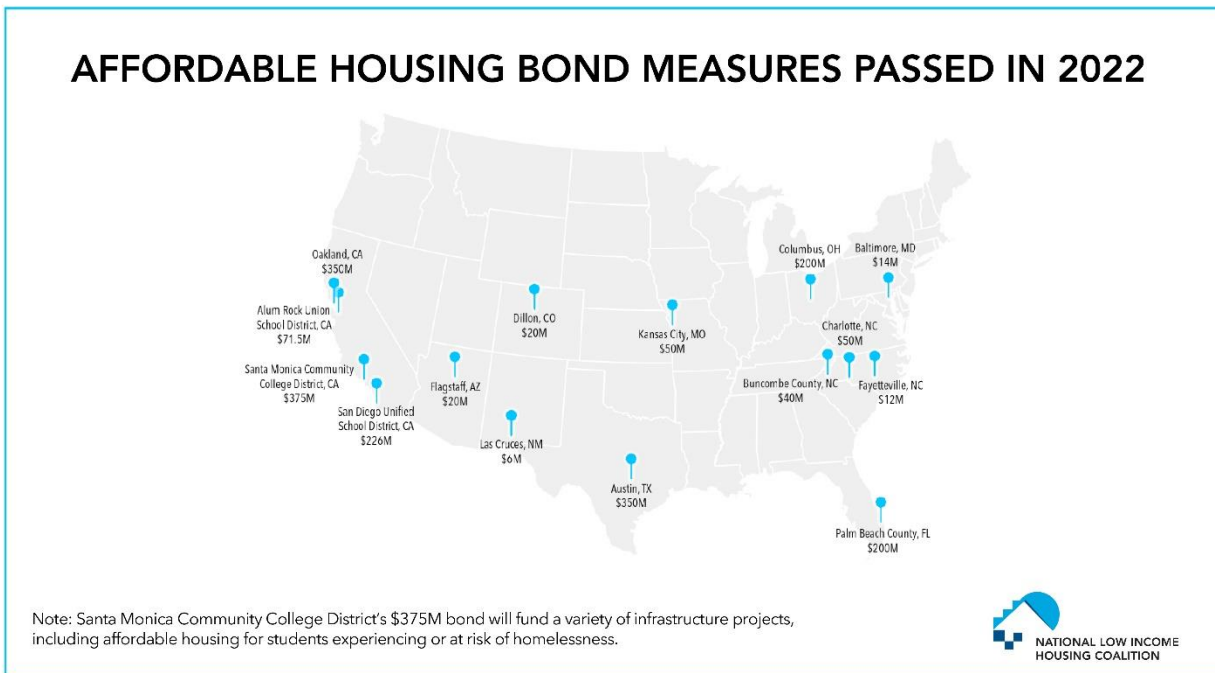 AFFORDABLE HOUSING BOND MEASURES PASSED IN 2022
Oakland, CA
$350M
Alum Rock Union
School District, CA
$71.5M
Santa Monica Community
College District, CA
$375M
San Diego Unified
School District, CA
$226M
Flagstaff, AZ
$20M
Dillon, CO
$20M
Las Cruces, NM
$6M
Kansas City, MO
$50M
Austin, TX
$350M
Columbus, OH
$200M
Baltimore, MD
$14M
Charlotte, NC
$50M
Buncombe County, NC
$40M
Fayetteville, NC
$12M
Palm Beach County, FL
$200M
Note: Santa Monica Community College District's $375M bond will fund a variety of infrastructure projects,
including affordable housing for students experiencing or at risk of homelessness.
NATIONAL LOW INCOME
HOUSING COALITION